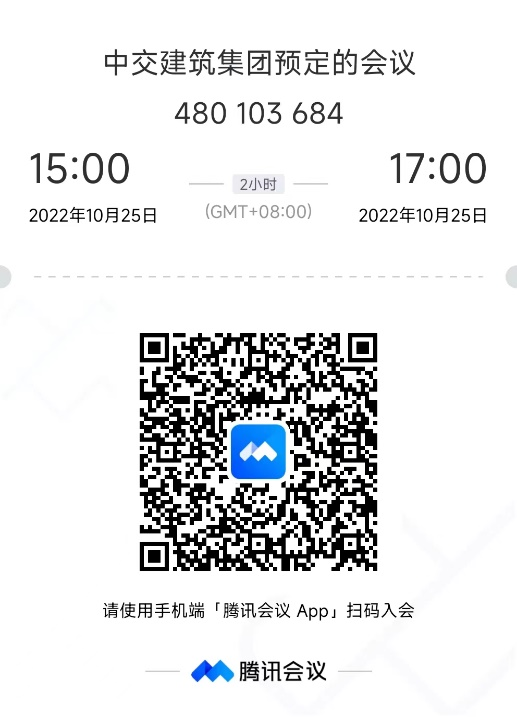 中交建筑集团预定的会议
480 103 684
15:00
2小时
17:00
2022年10月25日
(GMT+08:00)
2022年10月25日
请使用手机端「腾讯会议 App」扫码入会
腾讯会议